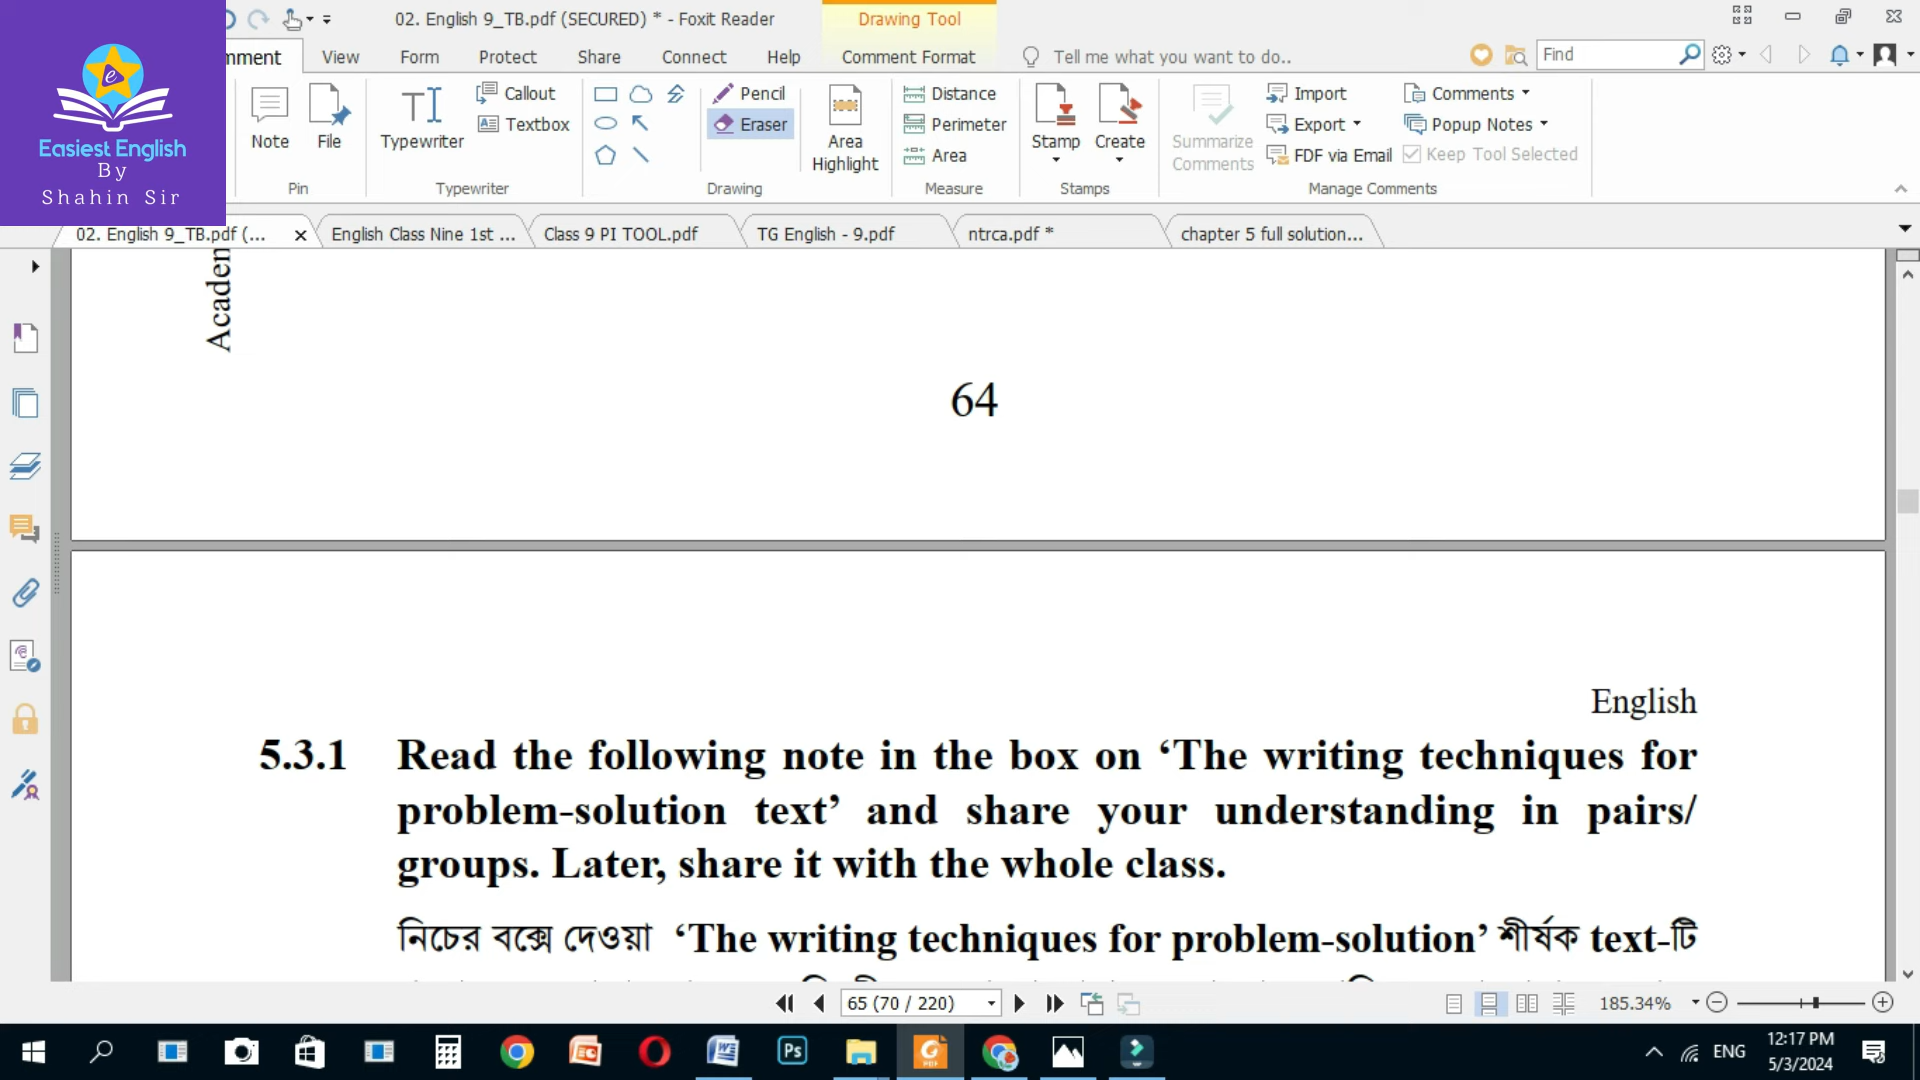 02. English 9_TB.pdf (SECURED) * - Foxit Reader
Drawing Tool
mment View Form Protect Share Connect Help Comment Format Tell me what you want to do.. Find
e
Easiest English
By
Shahin Sir
Note File Typewriter Callout Textbox Pencil Eraser Area Highlight Distance Perimeter Area Stamp Create Summarize Comments Import Export FDF via Email Comments Popup Notes Keep Tool Selected
Pin Typewriter Drawing Measure Stamps Manage Comments
02. English 9_TB.pdf (... English Class Nine 1st ... Class 9 PI TOOL.pdf TG English - 9.pdf ntrca.pdf * chapter 5 full solution...
Academ
64
English
5.3.1 Read the following note in the box on ‘The writing techniques for
problem-solution text’ and share your understanding in pairs/
groups. Later, share it with the whole class.
নিচের বক্সে দেওয়া ‘The writing techniques for problem-solution’ শীর্ষক text-টি
65 (70 / 220) 185.34%
Ps PDF ENG 12:17 PM
5/3/2024